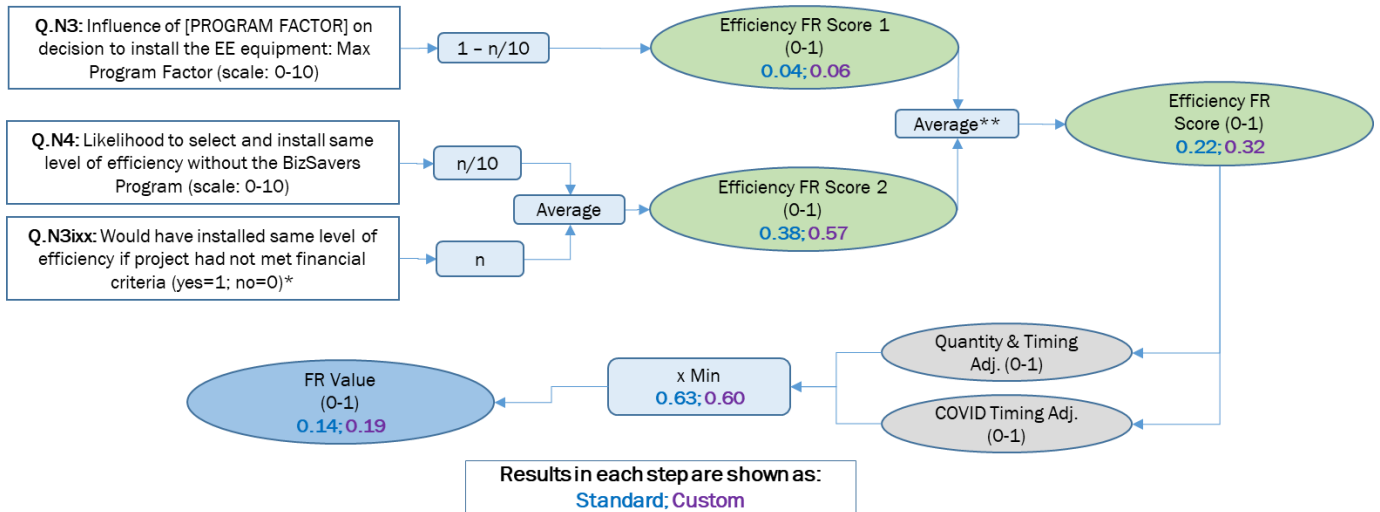 Q.N3: Influence of [PROGRAM FACTOR] on
decision to install the EE equipment: Max
Program Factor (scale: 0-10)
1 – n/10
Efficiency FR Score 1
(0-1)
0.04; 0.06
Q.N4: Likelihood to select and install same
level of efficiency without the BizSavers
Program (scale: 0-10)
n/10
Q.N3ixx: Would have installed same level of
efficiency if project had not met financial
criteria (yes=1; no=0)*
n
Average
Efficiency FR Score 2
(0-1)
0.38; 0.57
Average**
Efficiency FR
Score (0-1)
0.22; 0.32
Quantity & Timing
Adj. (0-1)
COVID Timing Adj.
(0-1)
x Min
0.63; 0.60
FR Value
(0-1)
0.14; 0.19
Results in each step are shown as:
Standard; Custom